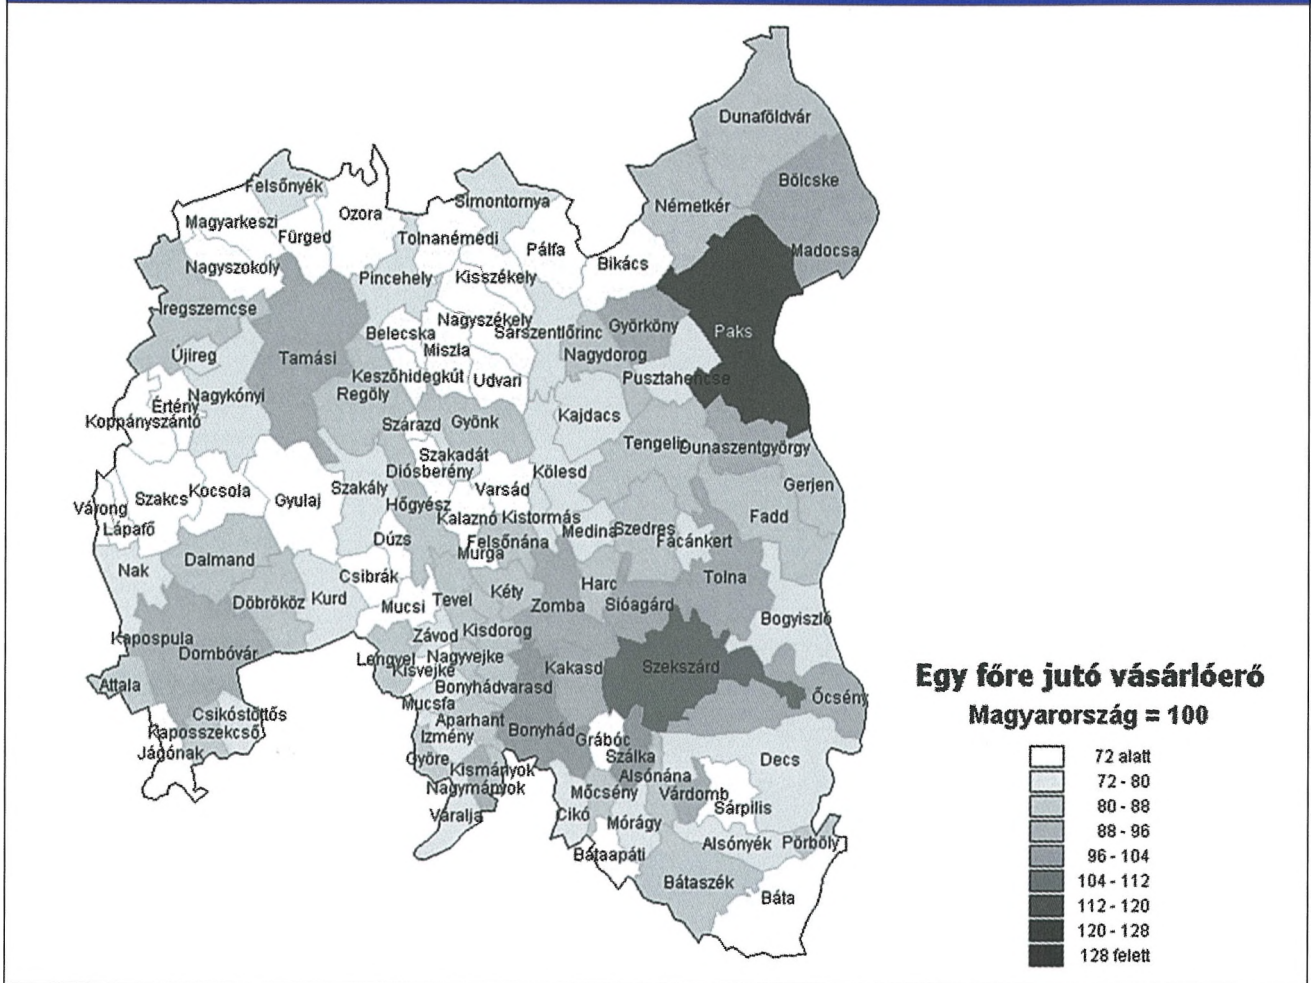 Dunaföldvár
Bölcske
Felsőnyék
Simontornya
Németkér
Ozora
Magyarkeszi
Fürged
Tolnanémedi
Pálfa
Madocsa
Bikács
Nagyszokoly
Pincehely
Kisszékely
Iregszemcse
Nagyszékely
Sárszentlőrinc
Györköny
Paks
Belecska
Miszla
Újireg
Tamási
Nagydorog
Keszőhidegkút
Udvari
Pusztahencse
Nagykónyi
Regöly
Értény
Koppányszántó
Szárazd
Gyönk
Kajdacs
Tengelic
Dunaszentgyörgy
Szakadát
Diósberény
Kölesd
Gerjen
Szakcs
Kocsola
Gyulaj
Szakály
Varsád
Várong
Hőgyész
Lápafő
Kalaznó
Kistormás
Fadd
Medina
Szedres
Dúzs
Felsőnána
Fácánkert
Murga
Dalmand
Nak
Csibrák
Tolna
Harc
Kéty
Döbrököz
Kurd
Mucsi
Tevel
Zomba
Sióagárd
Bogyiszló
Závod
Kisdorog
Kapospula
Dombóvár
Lengyel
Nagyvejke
Kisvejke
Kakasd
Szekszárd
Attala
Bonyhádvarasd
Őcsény
Mucsfa
Csikóstőttős
Aparhant
Kaposszekcső
Izmény
Bonyhád
Grábóc
Jágónak
Györe
Szálka
Decs
Kismányok
Alsónána
Nagymányok
Mőcsény
Várdomb
Sárpilis
Váralja
Cikó
Mórágy
Alsónyék
Pörböly
Bátaapáti
Bátaszék
Báta
Egy főre jutó vásárlóerő
Magyarország = 100
72 alatt
72 - 80
80 - 88
88 - 96
96 - 104
104 - 112
112 - 120
120 - 128
128 felett